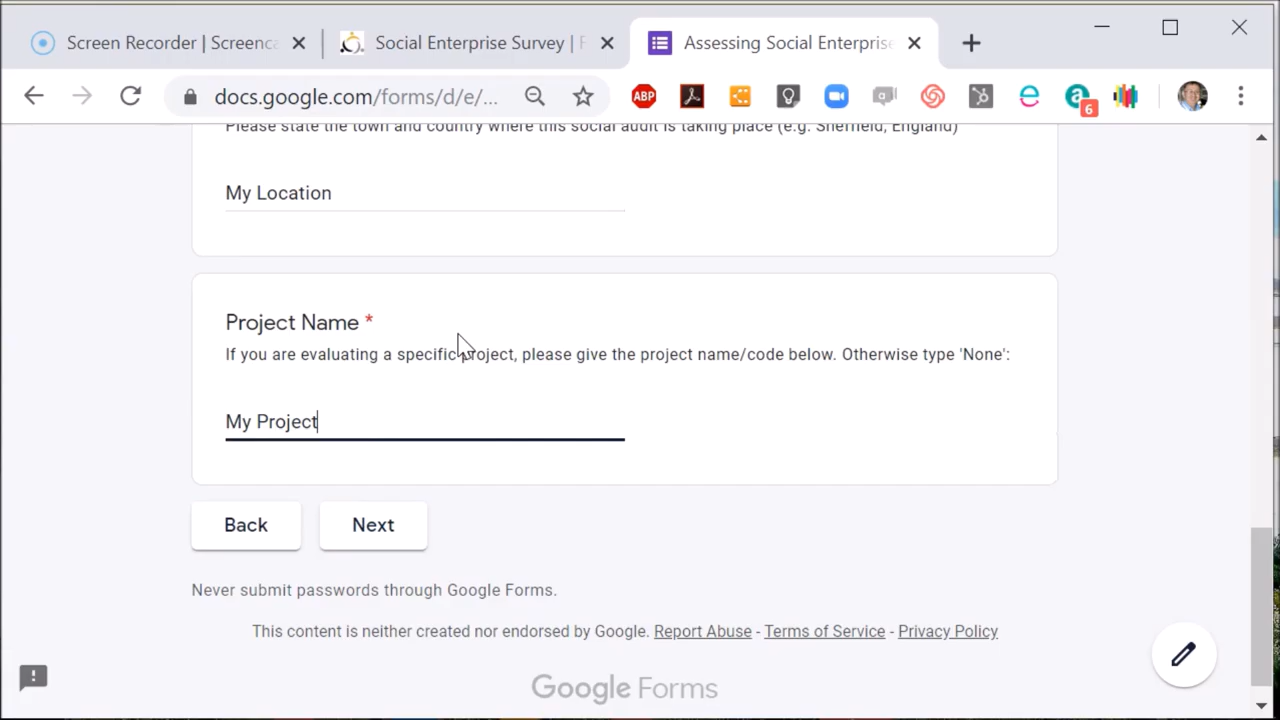 Screen Recorder | Screenca
Social Enterprise Survey | F
Assessing Social Enterprise
docs.google.com/forms/d/e/...
ABP
6
Please state the town and country where this social audit is taking place (e.g. Sheffield, England)
My Location
Project Name *
If you are evaluating a specific project, please give the project name/code below. Otherwise type 'None':
My Project
Back
Next
Never submit passwords through Google Forms.
This content is neither created nor endorsed by Google. Report Abuse - Terms of Service - Privacy Policy
Google Forms